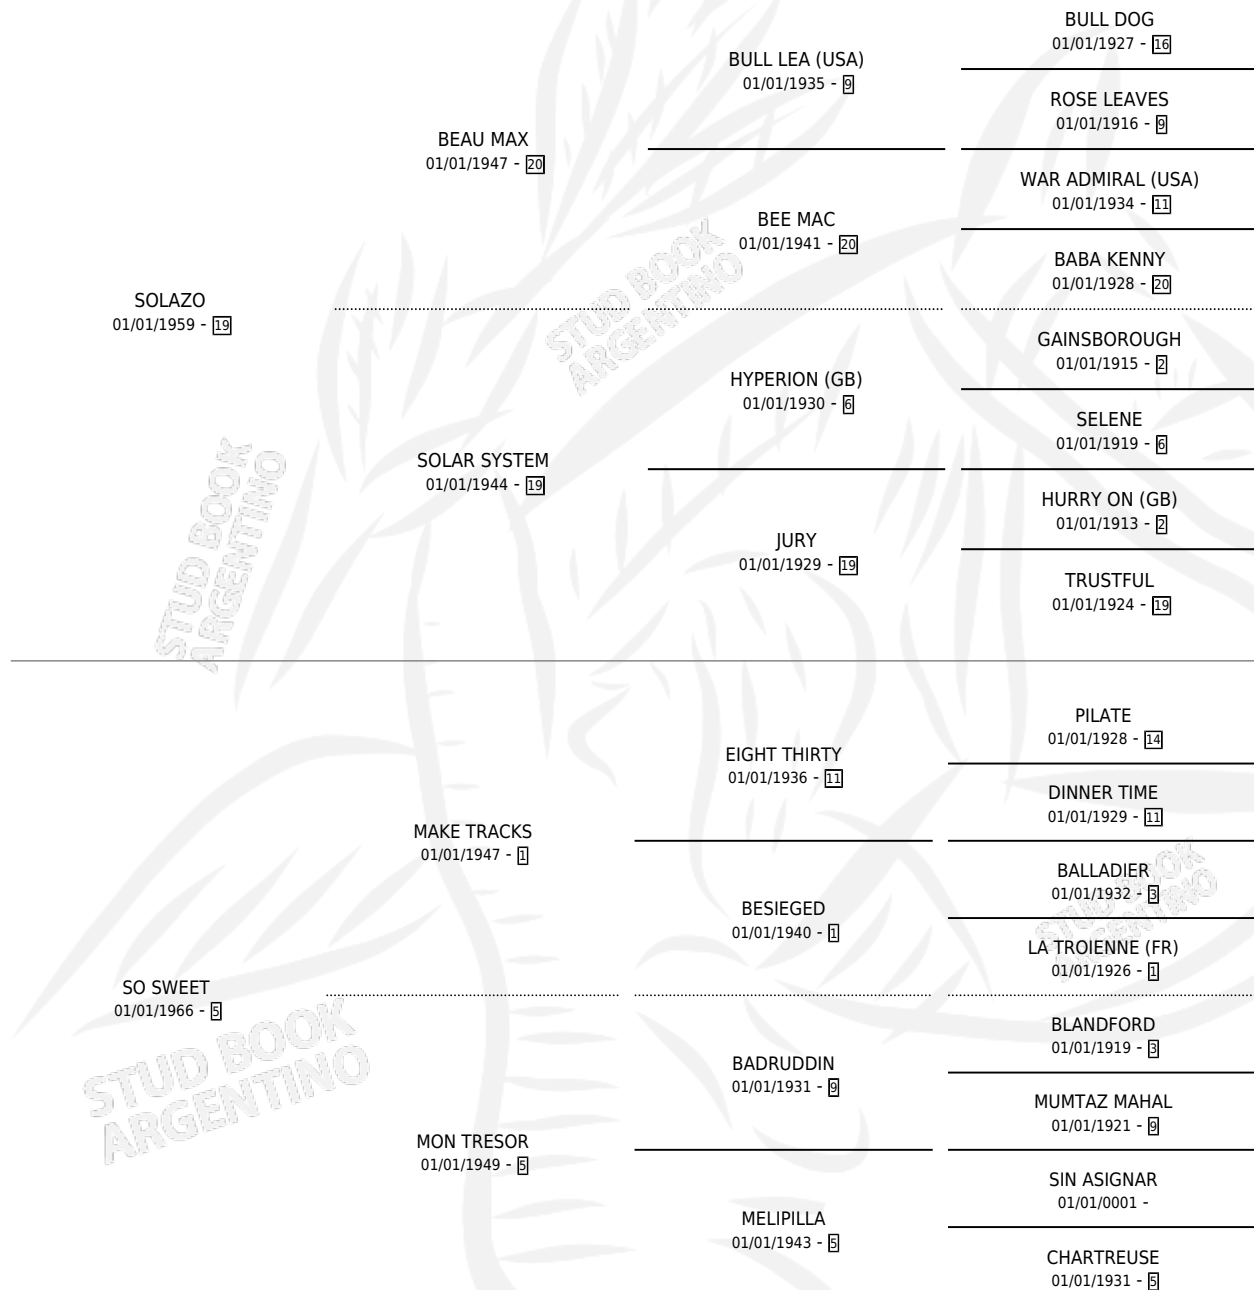 BULL DOG
01/01/1927 - 16
BULL LEA (USA)
01/01/1935 - 9
ROSE LEAVES
01/01/1916 - 9
BEAU MAX
01/01/1947 - 20
WAR ADMIRAL (USA)
01/01/1934 - 11
BEE MAC
01/01/1941 - 20
BABA KENNY
01/01/1928 - 20
SOLAZO
01/01/1959 - 19
STUD BOOK
ARGENTINO
GAINSBOROUGH
01/01/1915 - 2
HYPERION (GB)
01/01/1930 - 6
SELENE
01/01/1919 - 6
SOLAR SYSTEM
01/01/1944 - 19
HURRY ON (GB)
01/01/1913 - 2
JURY
01/01/1929 - 19
TRUSTFUL
01/01/1924 - 19
STUD BOOK
ARGENTINO
PILATE
01/01/1928 - 14
EIGHT THIRTY
01/01/1936 - 11
DINNER TIME
01/01/1929 - 11
MAKE TRACKS
01/01/1947 - 1
BALLADIER
01/01/1932 - 3
STUD BOOK
ARGENTINO
BESIEGED
01/01/1940 - 1
LA TROIENNE (FR)
01/01/1926 - 1
SO SWEET
01/01/1966 - 5
STUD BOOK
ARGENTINO
BLANDFORD
01/01/1919 - 3
BADRUDDIN
01/01/1931 - 9
MUMTAZ MAHAL
01/01/1921 - 9
MON TRESOR
01/01/1949 - 5
SIN ASIGNAR
01/01/0001 -
MELIPILLA
01/01/1943 - 5
CHARTREUSE
01/01/1931 - 5